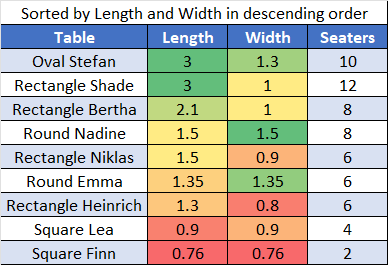 Sorted by Length and Width in descending order
Table Length Width Seaters
Oval Stefan 3 1.3 10
Rectangle Shade 3 1 12
Rectangle Bertha 2.1 1 8
Round Nadine 1.5 1.5 8
Rectangle Niklas 1.5 0.9 6
Round Emma 1.35 1.35 6
Rectangle Heinrich 1.3 0.8 6
Square Lea 0.9 0.9 4
Square Finn 0.76 0.76 2